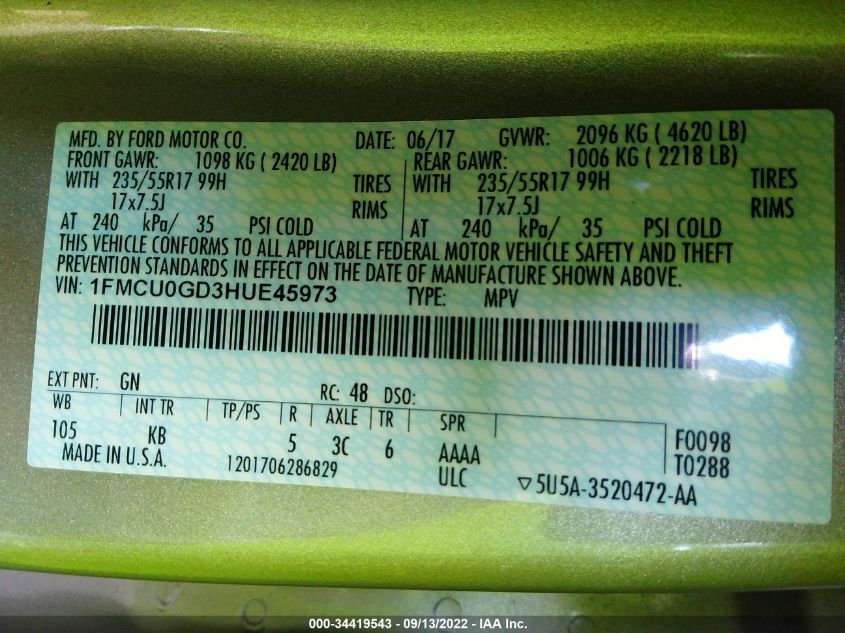 MFD. BY FORD MOTOR CO. DATE: 06/17 GVWR: 2096 KG ( 4620 LB)
FRONT GAWR: 1098 KG ( 2420 LB) REAR GAWR: 1006 KG ( 2218 LB)
WITH 235/55R17 99H TIRES WITH 235/55R17 99H TIRES
17x7.5J RIMS 17x7.5J RIMS
AT 240 kPa/ 35 PSI COLD AT 240 kPa/ 35 PSI COLD
THIS VEHICLE CONFORMS TO ALL APPLICABLE FEDERAL MOTOR VEHICLE SAFETY AND THEFT
PREVENTION STANDARDS IN EFFECT ON THE DATE OF MANUFACTURE SHOWN ABOVE.
VIN: 1FMCU0GD3HUE45973 TYPE: MPV
EXT PNT: GN RC: 48 DSO:
WB INT TR TP/PS R AXLE TR SPR
105 KB 5 3C 6 AAAA F0098
MADE IN U.S.A. 1201706286829 ULC T0288
▽5U5A-3520472-AA
000-34419543 - 09/13/2022 - IAA Inc.